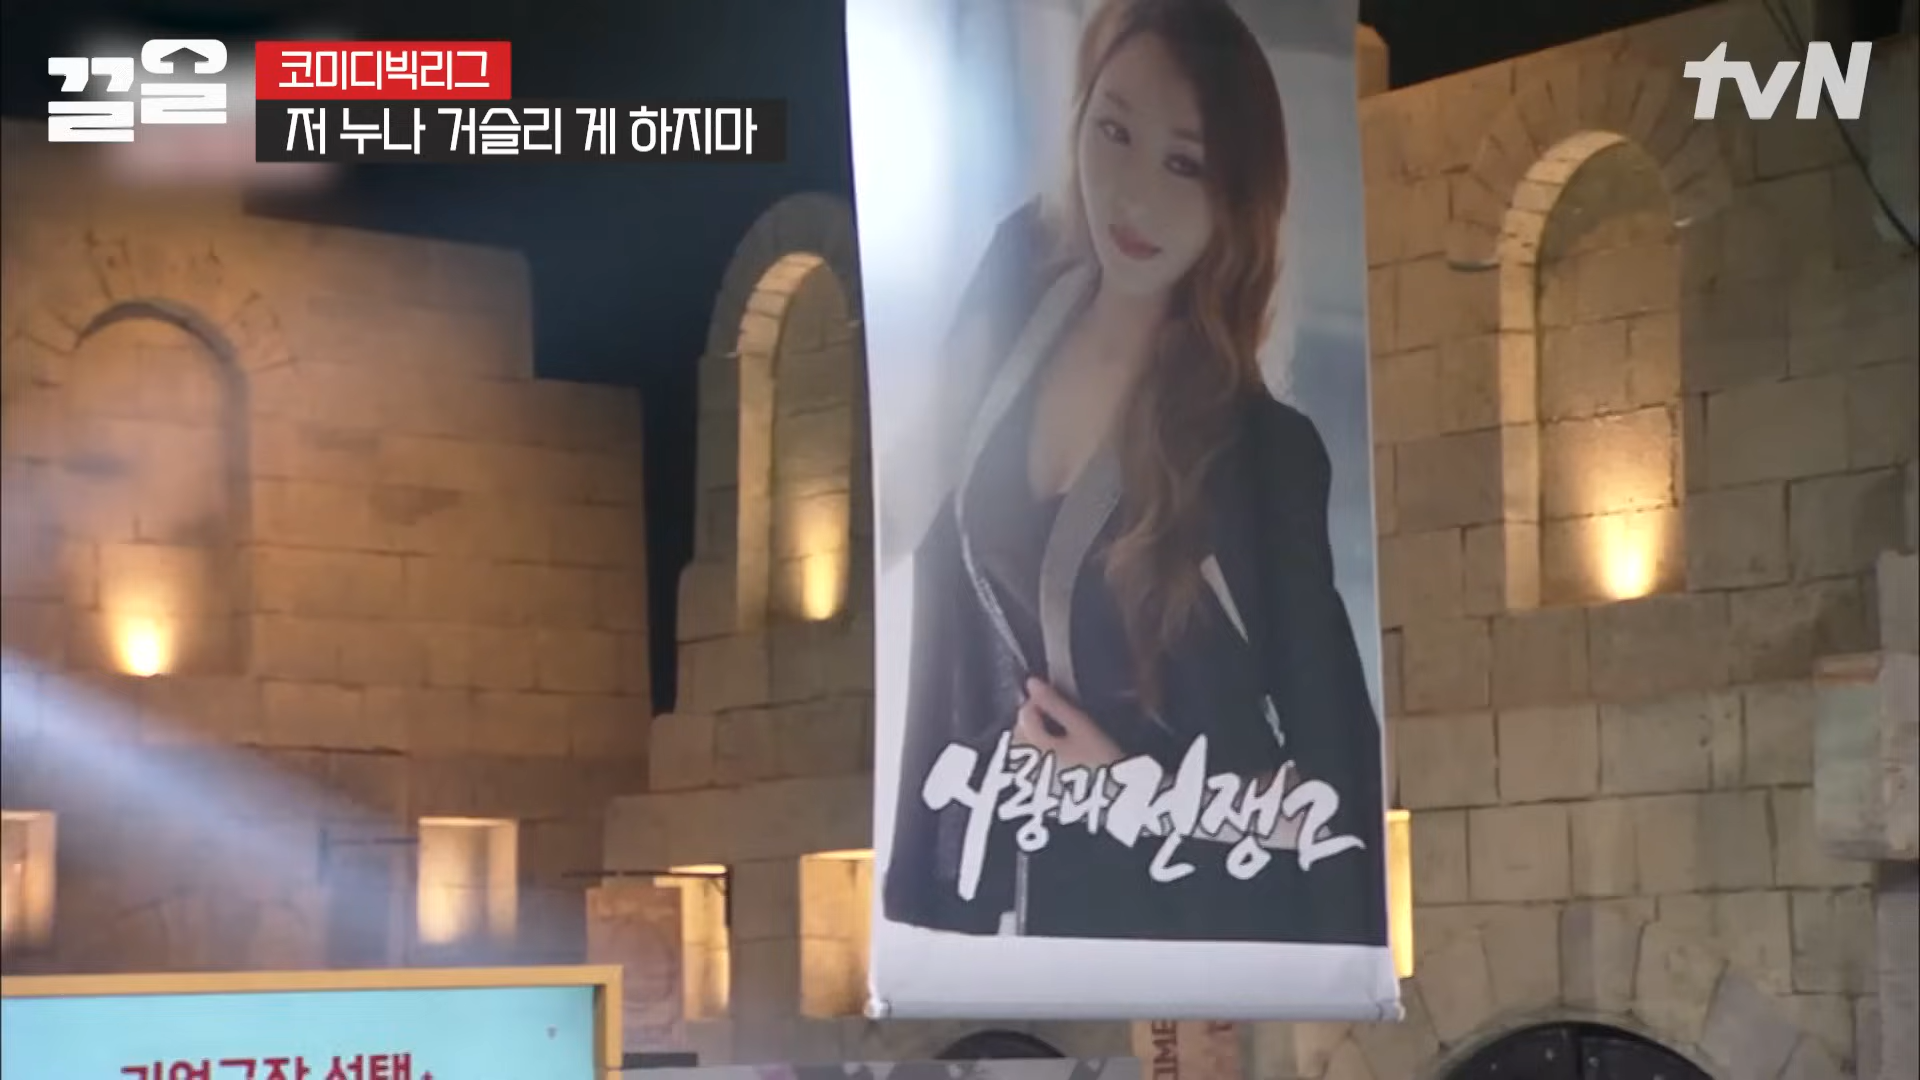 끌올
코미디빅리그
저 누나 거슬리 게 하지마
tvN
사랑과 전쟁2